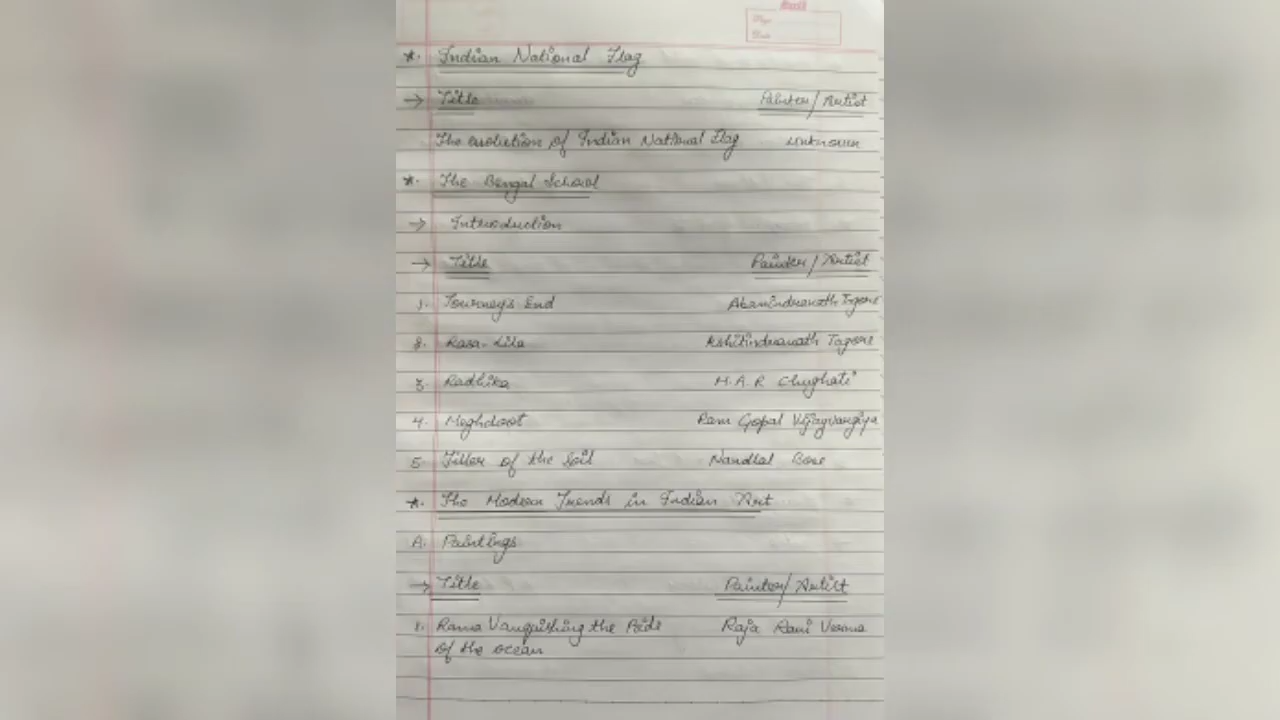 Page
Date
*. Indian National Flag
→ Title Painter/Artist
The evolution of Indian National Flag unknown
*. The Bengal School
→ Introduction
→ Title Painter/Artist
1. Journey's End Abanindranath Tagore
2. Rasa-Lila Kshitindranath Tagore
3. Radhika M.A.R Chughati
4. Meghdoot Ram Gopal Vijayvargiya
5. Tiller of the Soil Nandlal Bose
*. The Modern Trends in Indian Art
A. Paintings
→ Title Painter/Artist
1. Rama Vanquishing the Pride Raja Ravi Verma
of the ocean